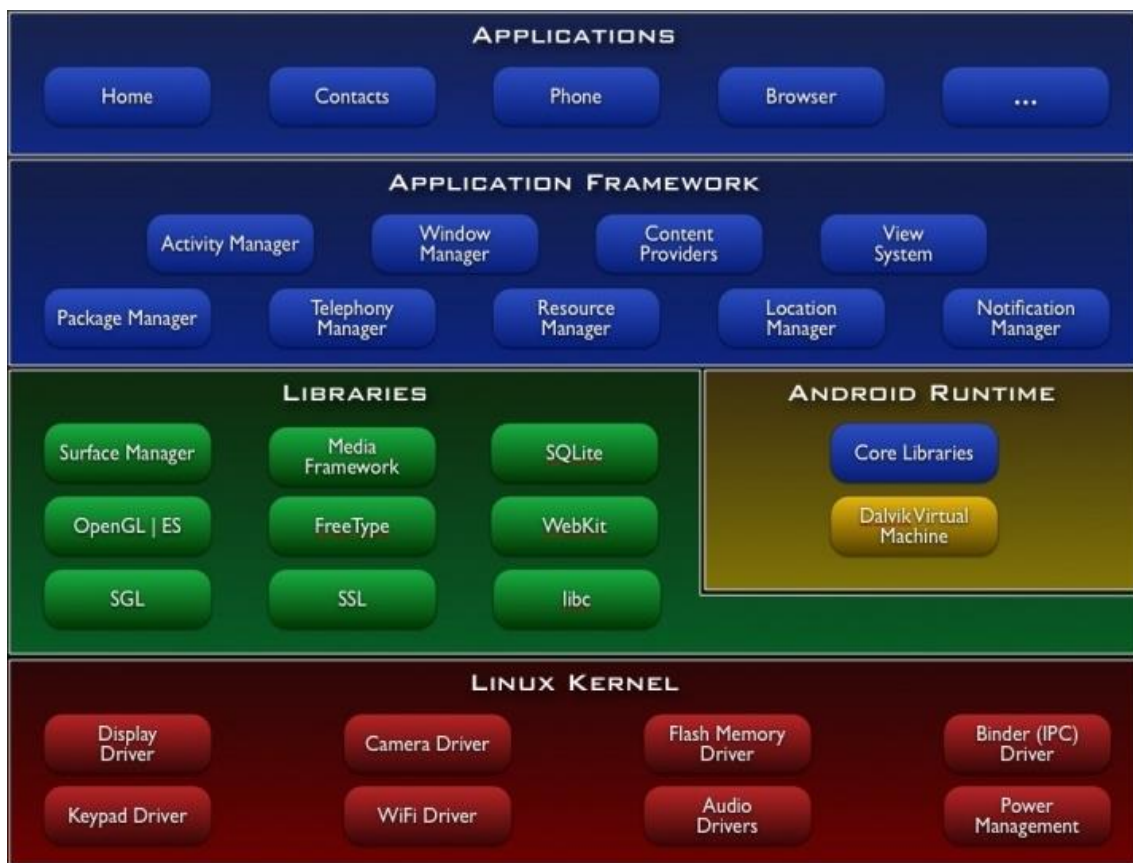 APPLICATIONS
Home
Contacts
Phone
Browser
...
APPLICATION FRAMEWORK
Activity Manager
Window
Manager
Content
Providers
View
System
Package Manager
Telephony
Manager
Resource
Manager
Location
Manager
Notification
Manager
LIBRARIES
Surface Manager
Media
Framework
SQLite
OpenGL | ES
FreeType
WebKit
SGL
SSL
libc
ANDROID RUNTIME
Core Libraries
Dalvik Virtual
Machine
LINUX KERNEL
Display
Driver
Camera Driver
Flash Memory
Driver
Binder (IPC)
Driver
Keypad Driver
WiFi Driver
Audio
Drivers
Power
Management